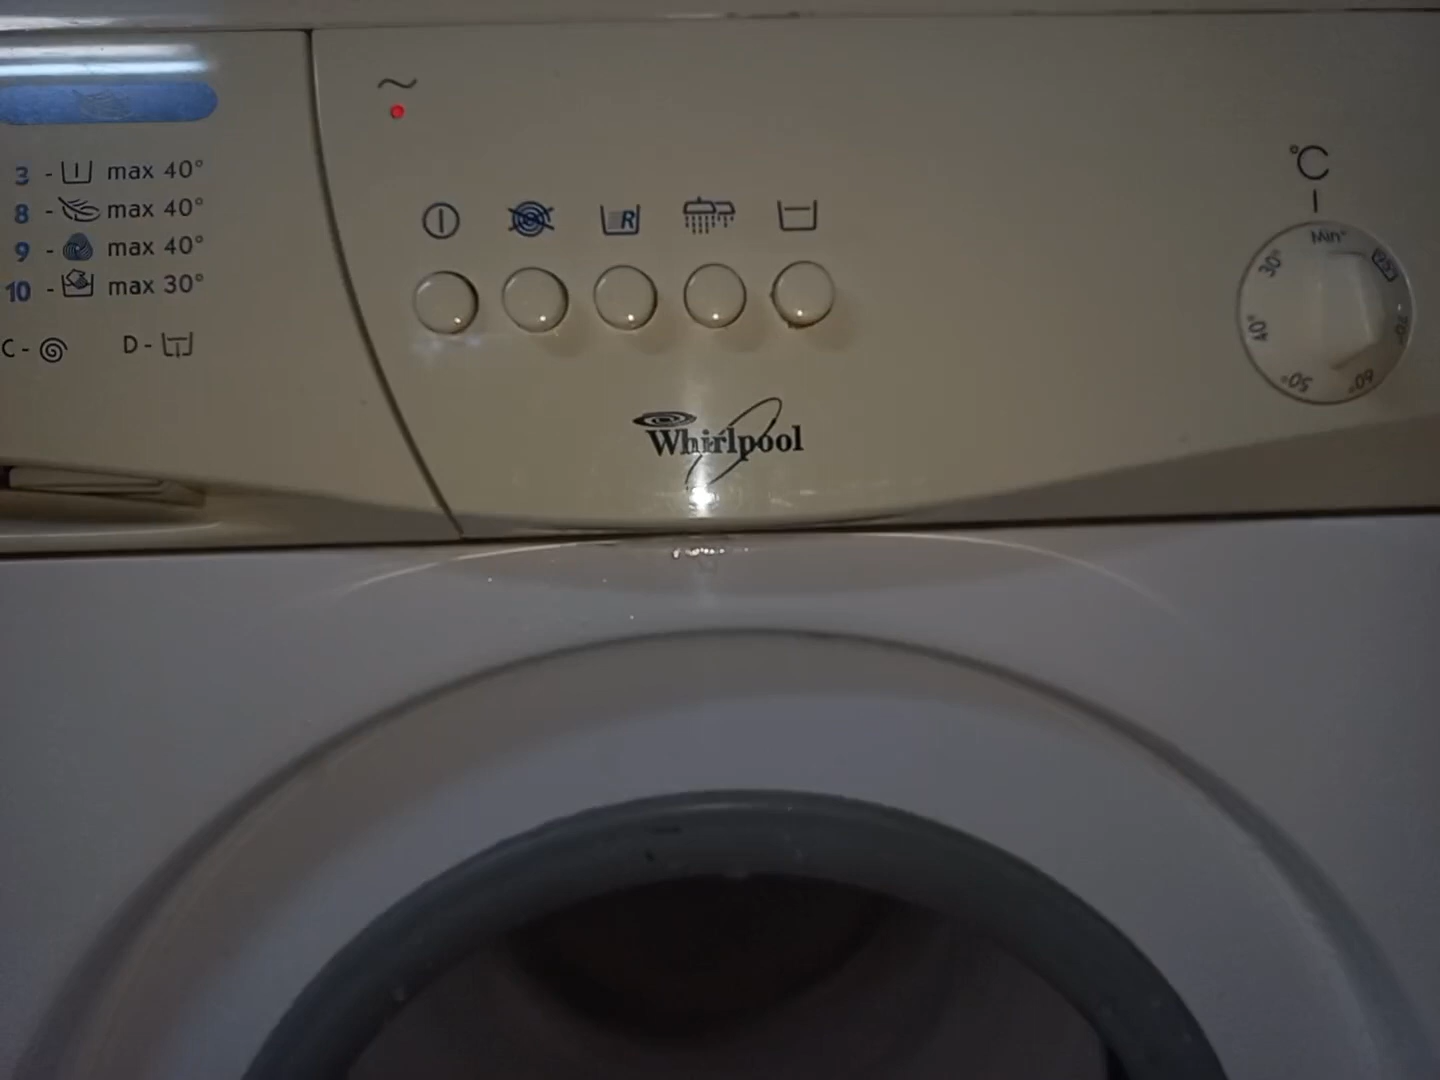 3 - max 40°
8 - max 40°
9 - max 40°
10 - max 30°
C - D -
R
Whirlpool
°C
Min°
30°
40°
50°
60°